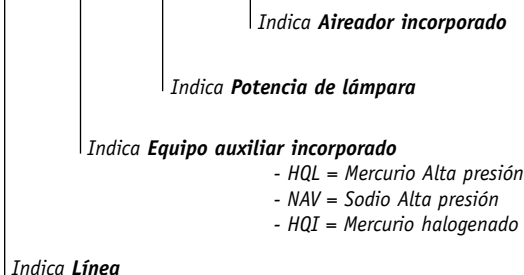 Indica Aireador incorporado
Indica Potencia de lámpara
Indica Equipo auxiliar incorporado
- HQL = Mercurio Alta presión
- NAV = Sodio Alta presión
- HQI = Mercurio halogenado
Indica Línea